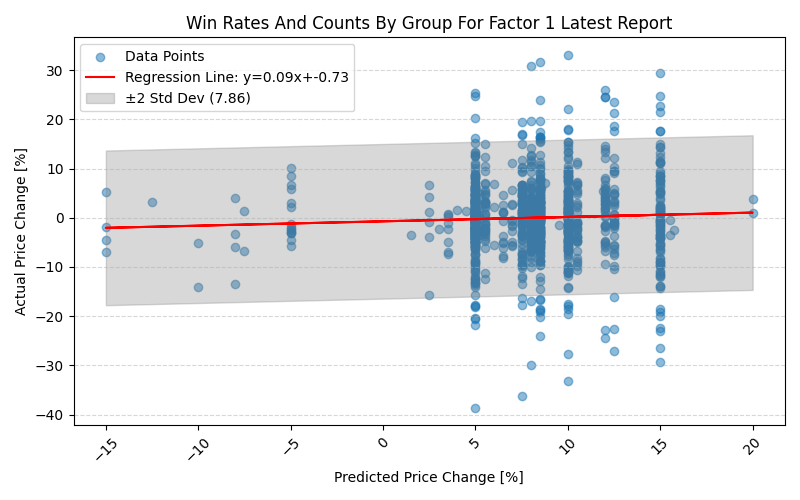 Win Rates And Counts By Group For Factor 1 Latest Report
Data Points
Regression Line: y=0.09x+-0.73
±2 Std Dev (7.86)
Actual Price Change [%]
30
20
10
0
−10
−20
−30
−40
−15
−10
−5
0
5
10
15
20
Predicted Price Change [%]